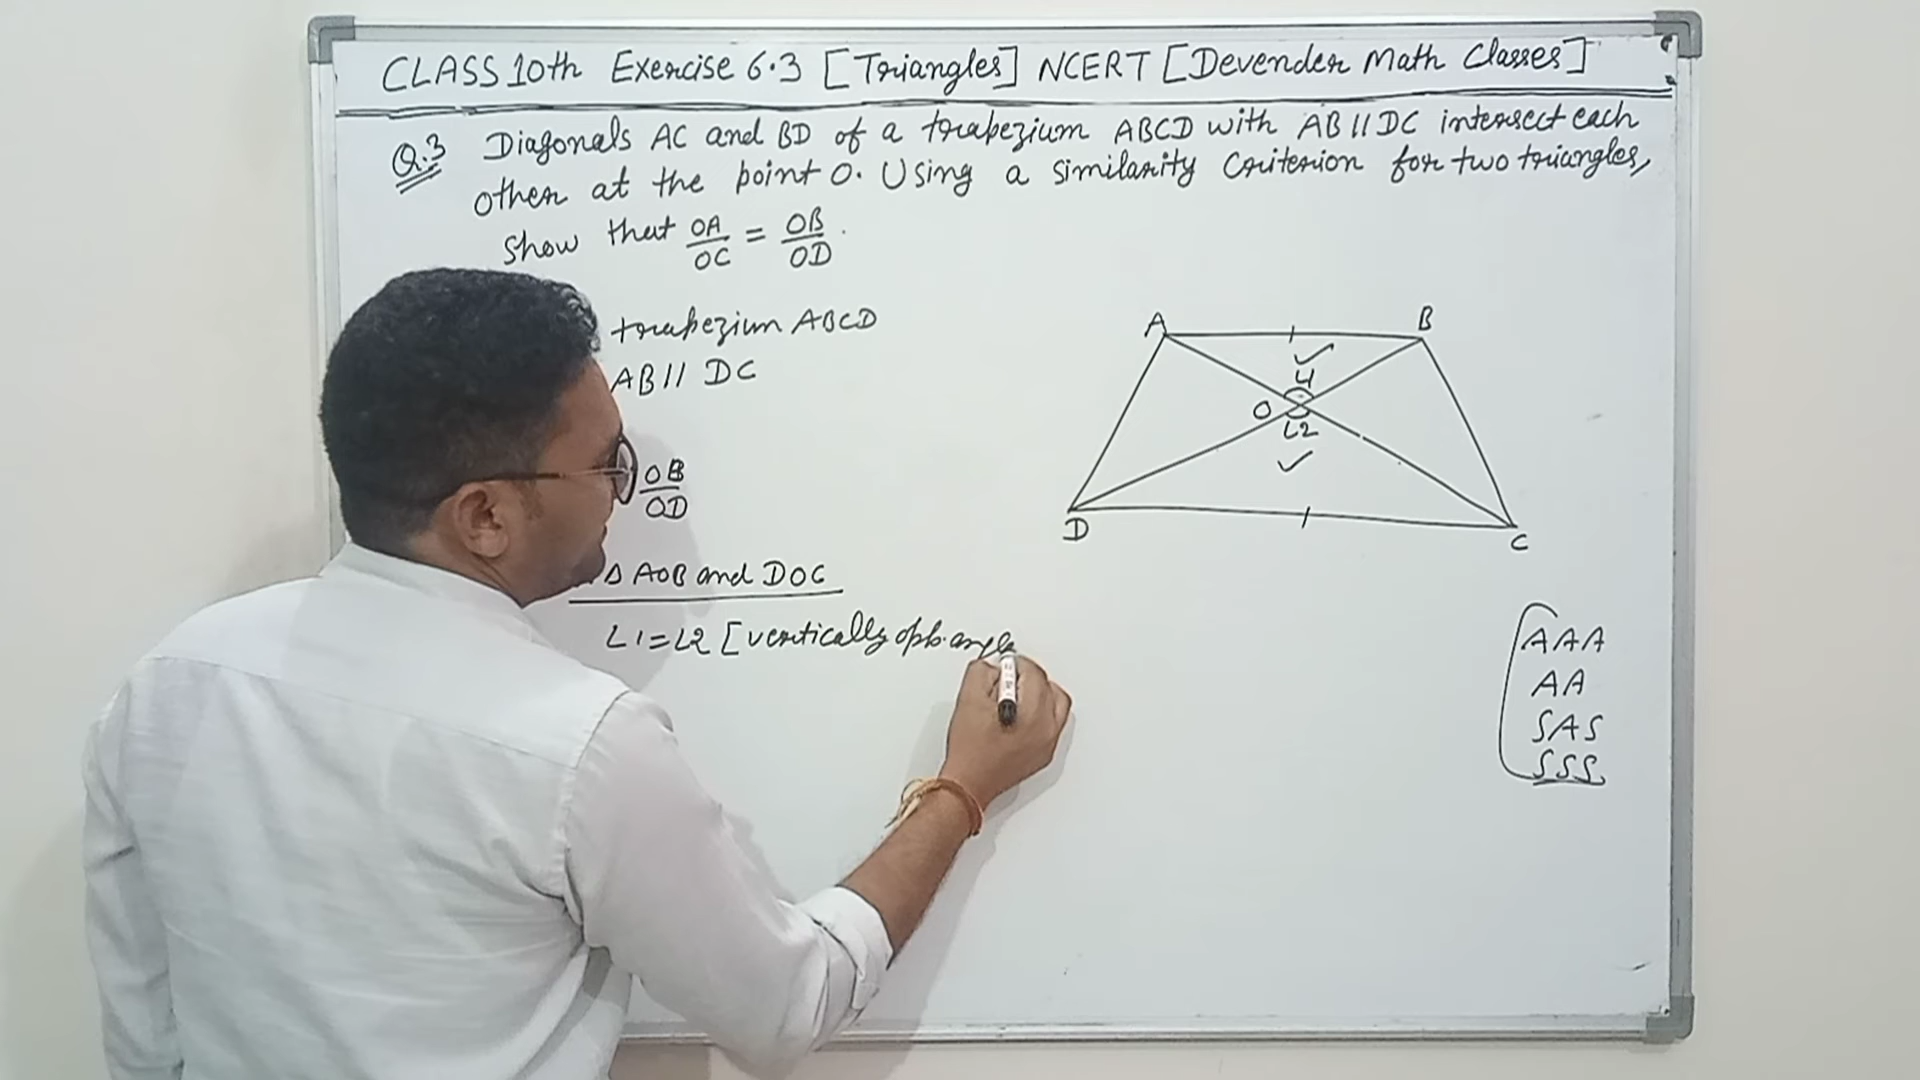 CLASS 10th Exercise 6.3 [Triangles] NCERT [Devender Math Classes]
Q.3 Diagonals AC and BD of a trapezium ABCD with AB || DC intersect each
other at the point O. Using a similarity Criterion for two triangles,
Show that OA/OC = OB/OD.
trapezium ABCD
AB || DC
OB/OD
Δ AOB and DOC
∠1 = ∠2 [vertically opp. angle
A
B
∠1
O
∠2
D
C
AAA
AA
SAS
SSS